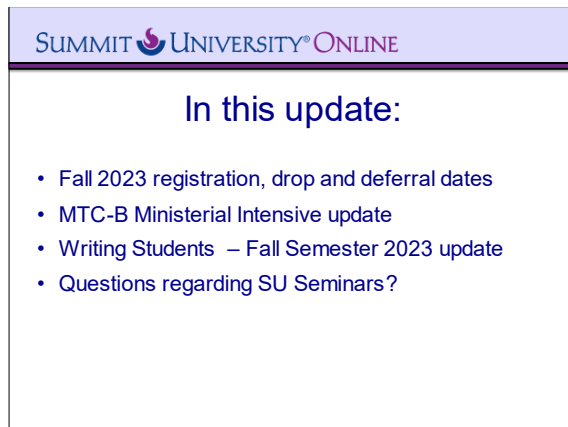 SUMMIT UNIVERSITY® ONLINE
In this update:
• Fall 2023 registration, drop and deferral dates
• MTC-B Ministerial Intensive update
• Writing Students – Fall Semester 2023 update
• Questions regarding SU Seminars?